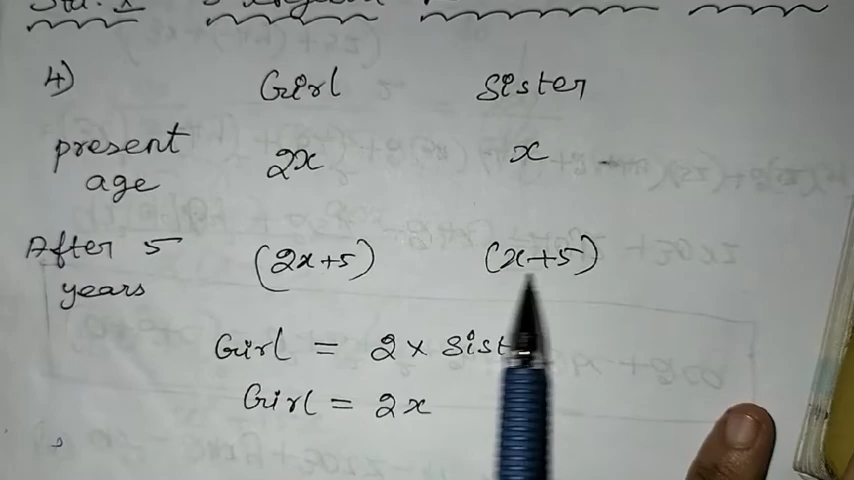 4) Girl Sister
present age 2x x
After 5 years (2x+5) (x+5)
Girl = 2 x Sist
Girl = 2x